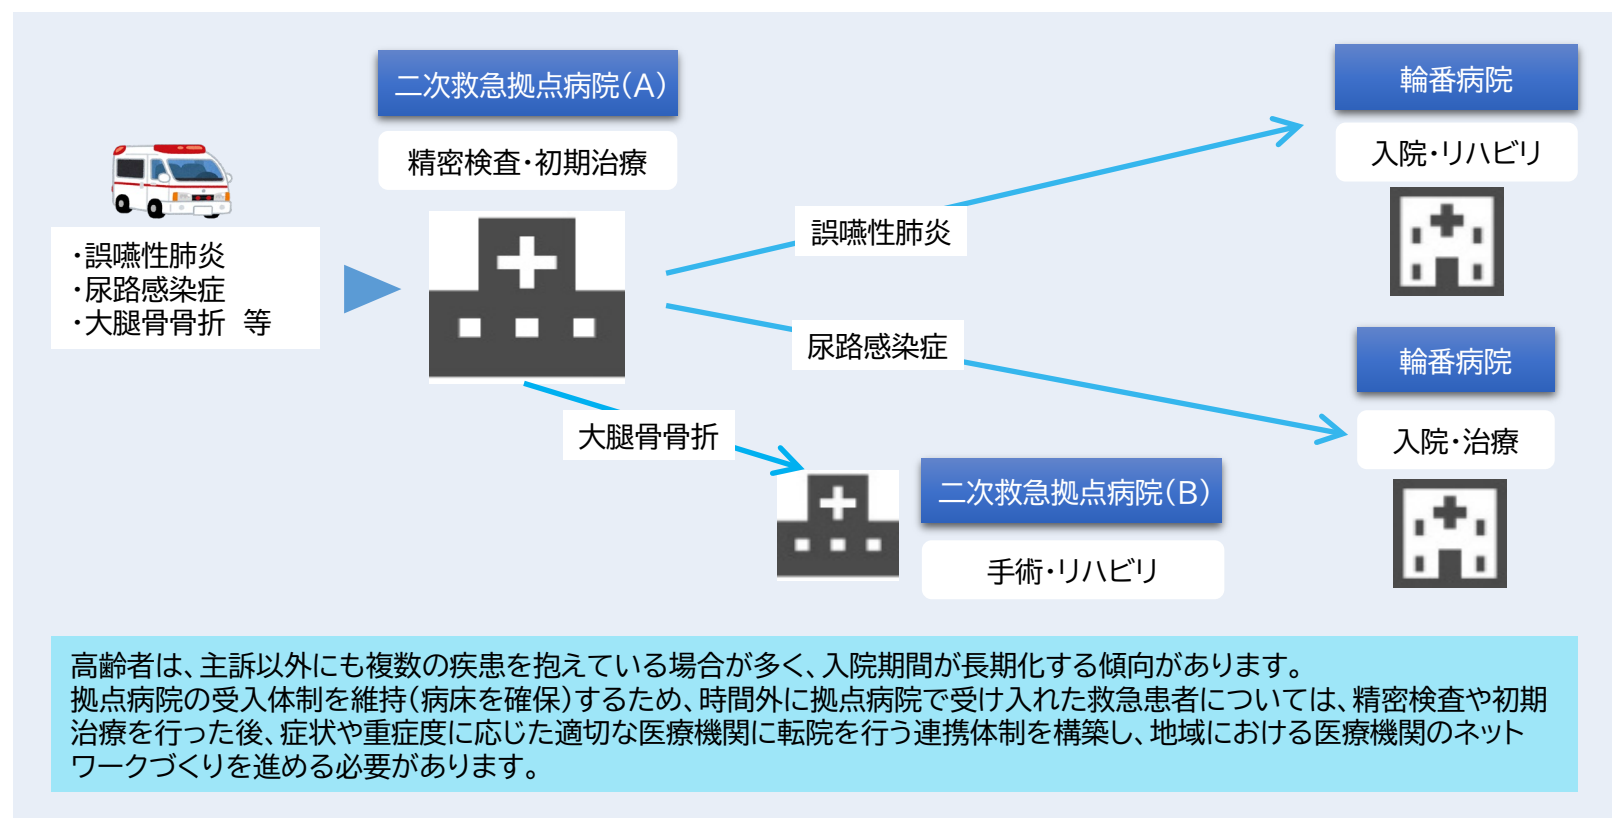 二次救急拠点病院(A)
精密検査・初期治療
・誤嚥性肺炎
・尿路感染症
・大腿骨骨折　等
誤嚥性肺炎
尿路感染症
大腿骨骨折
輪番病院
入院・リハビリ
輪番病院
入院・治療
二次救急拠点病院(B)
手術・リハビリ
高齢者は、主訴以外にも複数の疾患を抱えている場合が多く、入院期間が長期化する傾向があります。
拠点病院の受入体制を維持(病床を確保)するため、時間外に拠点病院で受け入れた救急患者については、精密検査や初期
治療を行った後、症状や重症度に応じた適切な医療機関に転院を行う連携体制を構築し、地域における医療機関のネット
ワークづくりを進める必要があります。